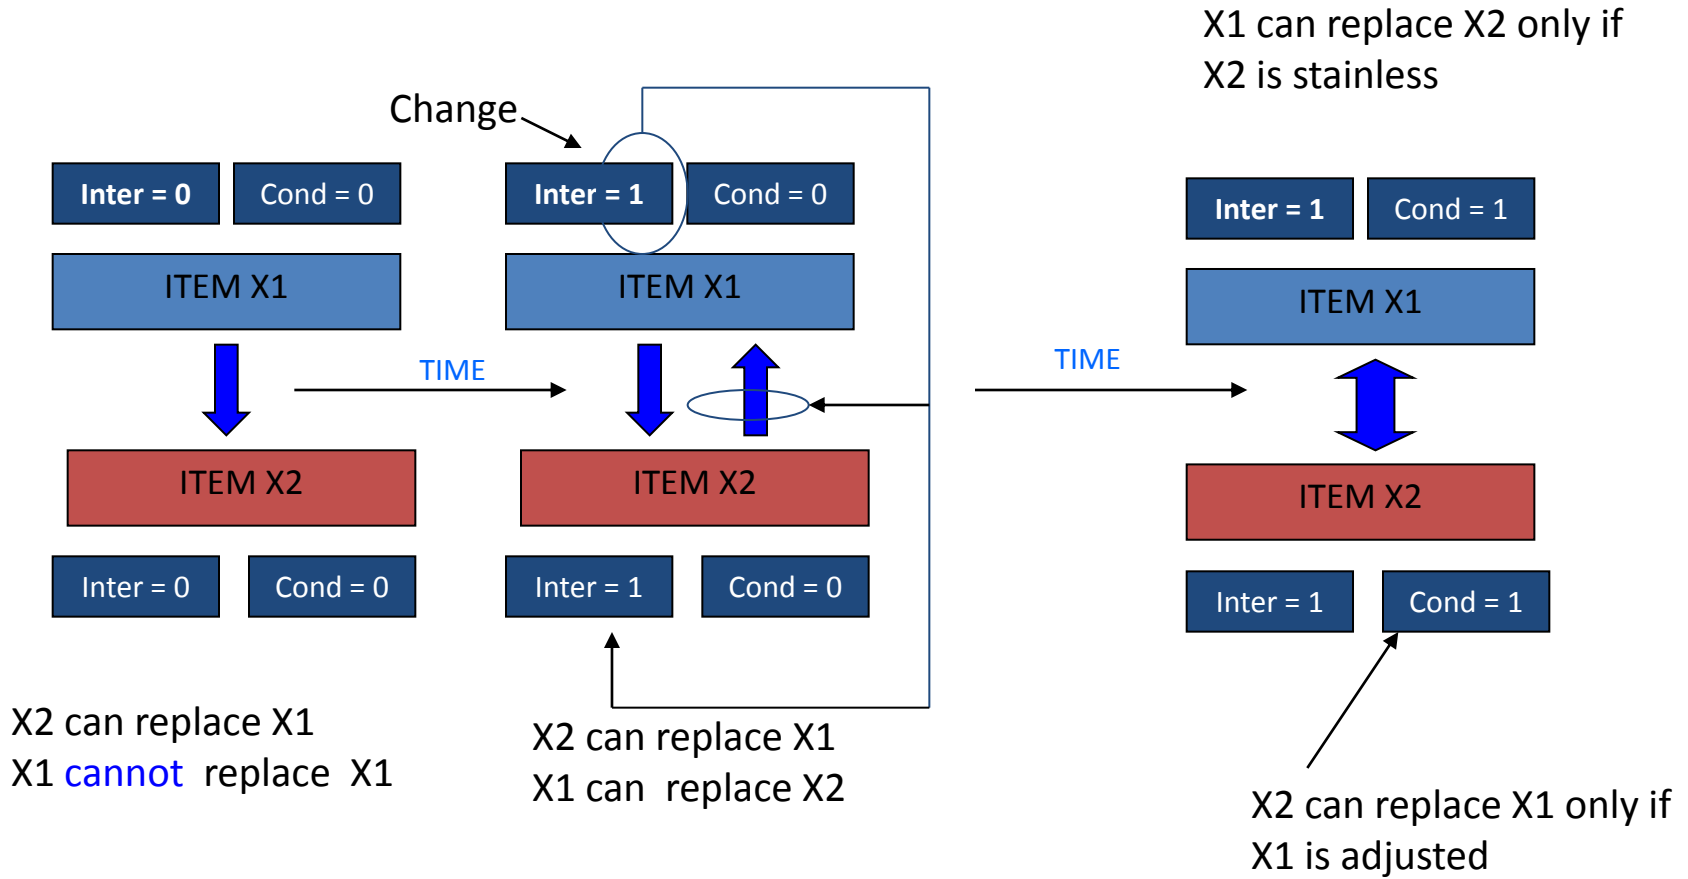 X1 can replace X2 only if
X2 is stainless
Change
Inter = 0
Cond = 0
Inter = 1
Cond = 0
Inter = 1
Cond = 1
ITEM X1
ITEM X1
ITEM X1
TIME
TIME
ITEM X2
ITEM X2
ITEM X2
Inter = 0
Cond = 0
Inter = 1
Cond = 0
Inter = 1
Cond = 1
X2 can replace X1
X1 cannot replace X1
X2 can replace X1
X1 can replace X2
X2 can replace X1 only if
X1 is adjusted